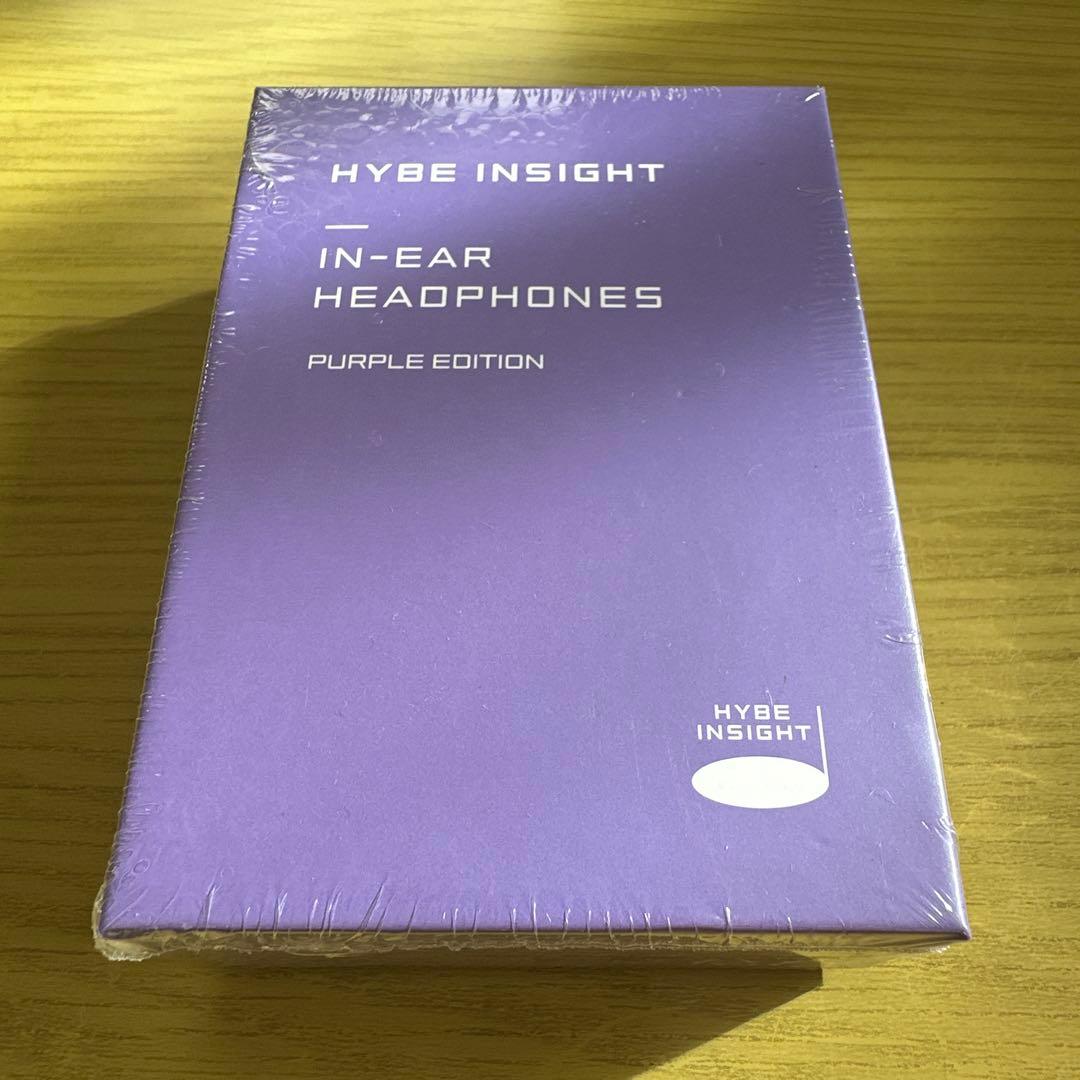 HYBE INSIGHT
IN-EAR
HEADPHONES
PURPLE EDITION
HYBE
INSIGHT